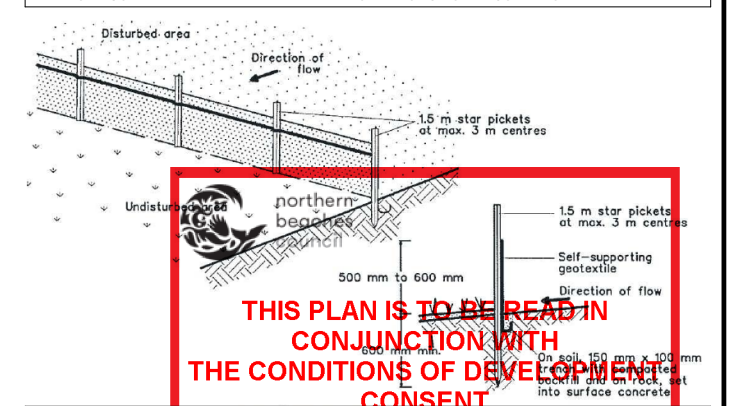 Disturbed area
Direction of
flow
1.5 m star pickets
at max. 3 m centres
Undisturbed area
northern
beaches
council
1.5 m star pickets
at max. 3 m centres
Self-supporting
geotextile
500 mm to 600 mm
Direction of flow
THIS PLAN IS TO BE READ IN
CONJUNCTION WITH
600 mm min.
THE CONDITIONS OF DEVELOPMENT
CONSENT
On soil, 150 mm x 100 mm
trench with compacted
backfill and on rock, set
into surface concrete